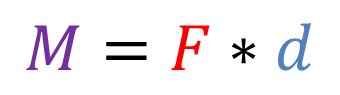 M = F * d